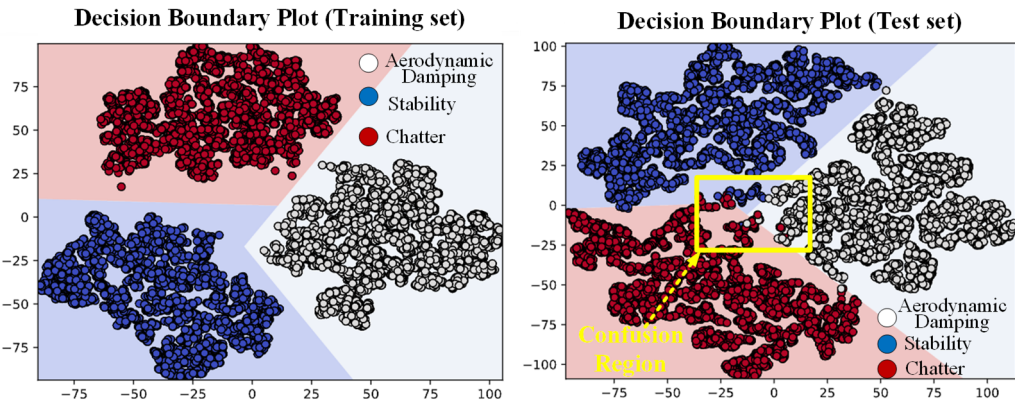 Decision Boundary Plot (Training set)
Aerodynamic
Damping
Stability
Chatter
75
50
25
0
−25
−50
−75
−75
−50
−25
0
25
50
75
100
Decision Boundary Plot (Test set)
100
75
50
25
0
−25
−50
−75
−100
Confusion
Region
Aerodynamic
Damping
Stability
Chatter
−75
−50
−25
0
25
50
75
100